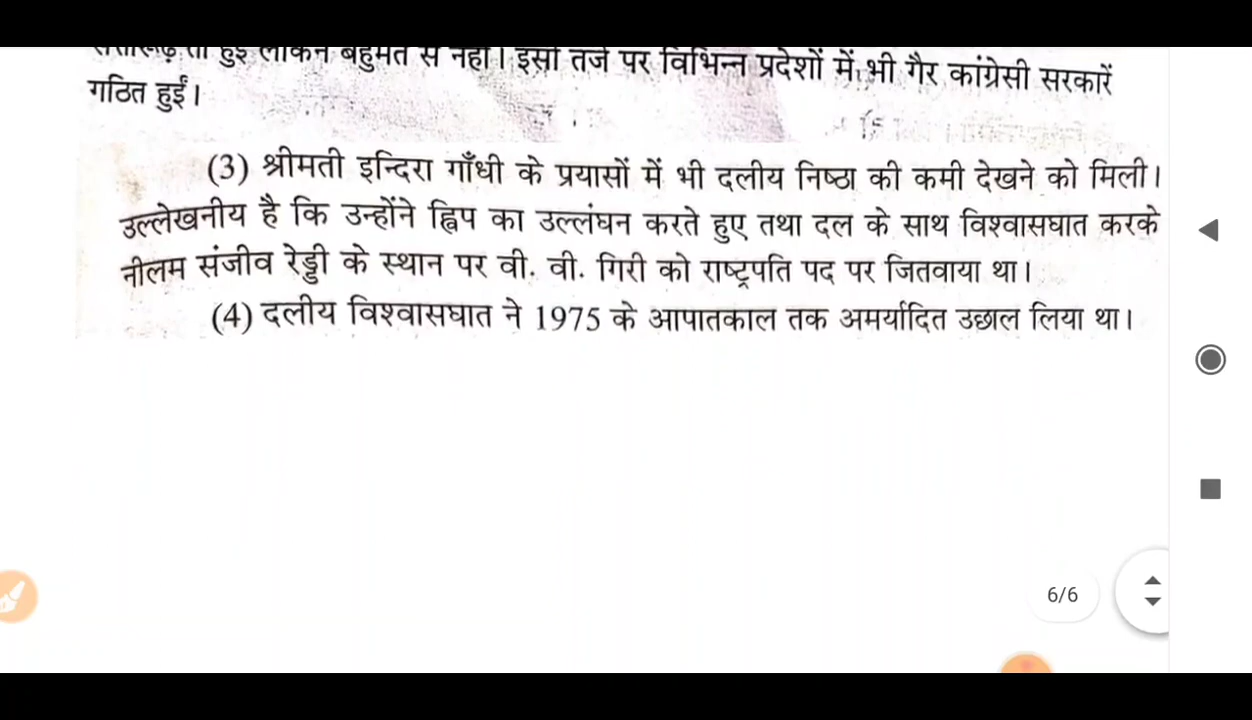 सत्तारूढ़ तो हुई लेकिन बहुमत से नहीं। इसी तर्ज पर विभिन्न प्रदेशों में भी गैर कांग्रेसी सरकारें
गठित हुईं।
(3) श्रीमती इन्दिरा गाँधी के प्रयासों में भी दलीय निष्ठा की कमी देखने को मिली।
उल्लेखनीय है कि उन्होंने ह्विप का उल्लंघन करते हुए तथा दल के साथ विश्वासघात करके
नीलम संजीव रेड्डी के स्थान पर वी. वी. गिरी को राष्ट्रपति पद पर जितवाया था।
(4) दलीय विश्वासघात ने 1975 के आपातकाल तक अमर्यादित उछाल लिया था।
6/6